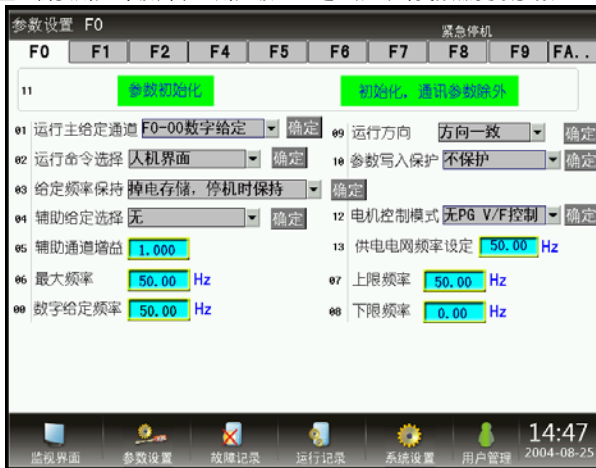 参数设置 F0
紧急停机
F0 F1 F2 F4 F5 F6 F7 F8 F9 FA..
11 参数初始化 初始化，通讯参数除外
01 运行主给定通道 F0-00数字给定 确定 09 运行方向 方向一致 确定
02 运行命令选择 人机界面 确定 10 参数写入保护 不保护 确定
03 给定频率保持 掉电存储，停机时保持 确定
04 辅助给定选择 无 确定 12 电机控制模式 无PG V/F控制 确定
05 辅助通道增益 1.000 13 供电电网频率设定 50.00 Hz
06 最大频率 50.00 Hz 07 上限频率 50.00 Hz
00 数字给定频率 50.00 Hz 08 下限频率 0.00 Hz
监视界面 参数设置 故障记录 运行记录 系统设置 用户管理
14:47
2004-08-25